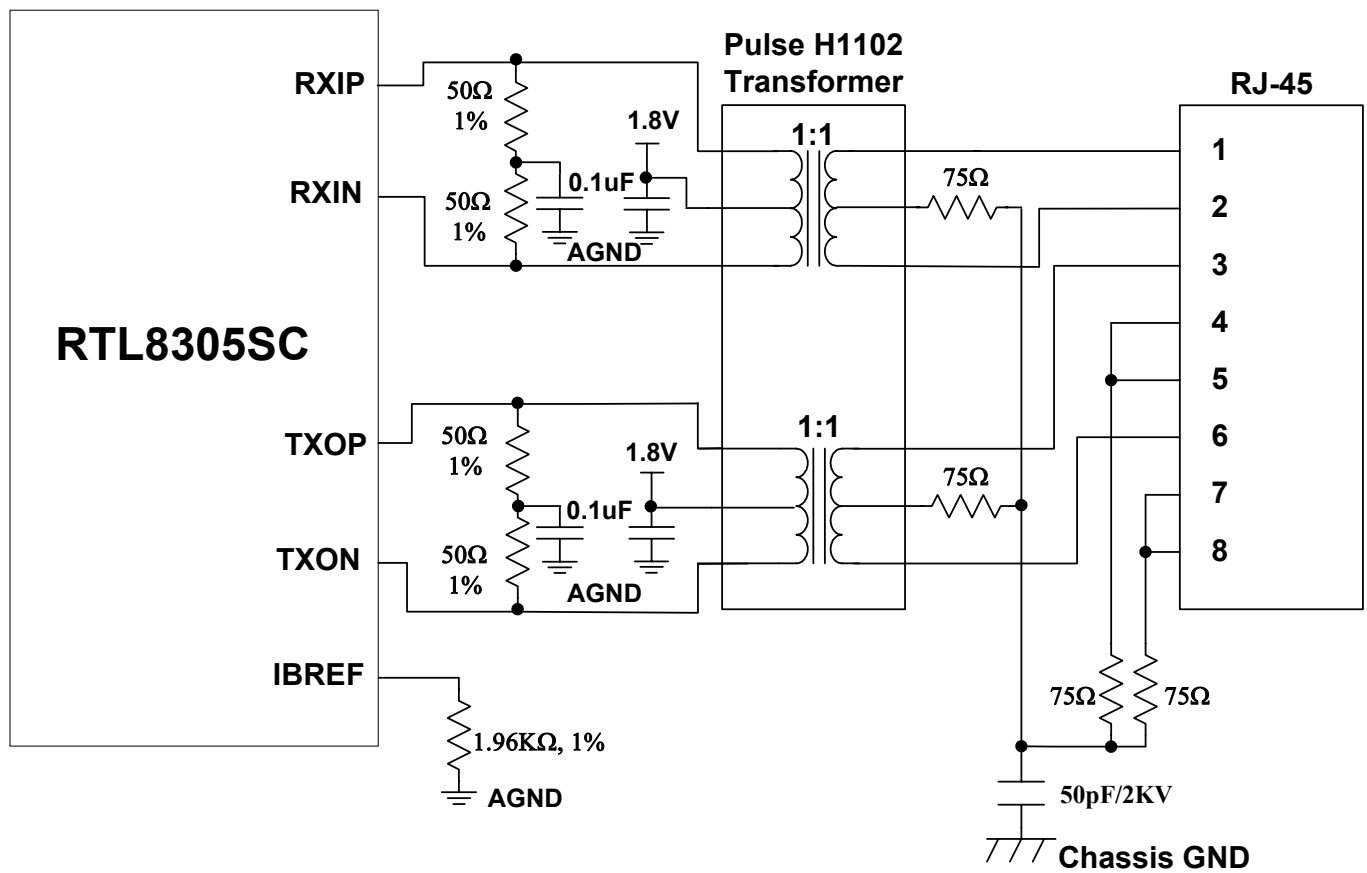 Pulse H1102
Transformer
RJ-45
RXIP
50Ω
1%
1.8V
1:1
1
75Ω
RXIN
50Ω
1%
0.1uF
2
AGND
3
RTL8305SC
4
5
TXOP
50Ω
1%
1.8V
1:1
6
75Ω
7
0.1uF
TXON
50Ω
1%
8
AGND
IBREF
75Ω
75Ω
1.96KΩ, 1%
AGND
50pF/2KV
Chassis GND